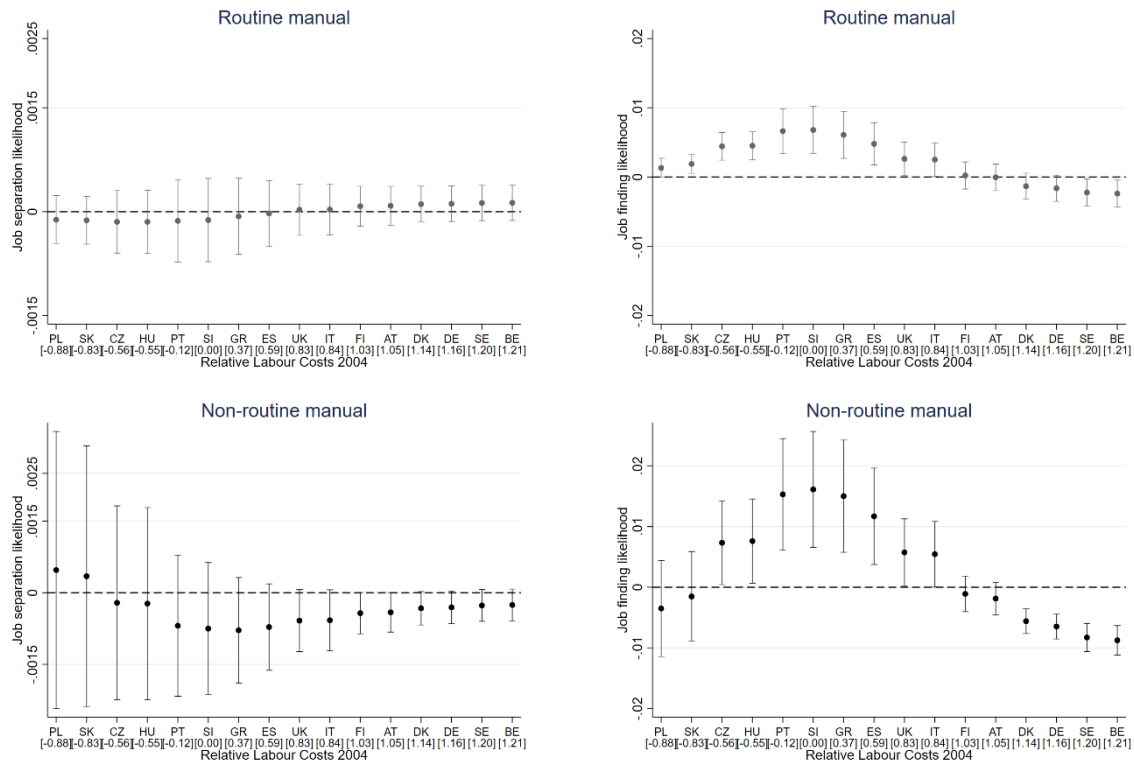 Routine manual
Job separation likelihood
.0025
.0015
0
-.0015
PL SK CZ HU PT SI GR ES UK IT FI AT DK DE SE BE
[-0.88] [-0.83] [-0.56] [-0.55] [-0.12] [0.00] [0.37] [0.59] [0.83] [0.84] [1.03] [1.05] [1.14] [1.16] [1.20] [1.21]
Relative Labour Costs 2004
Routine manual
Job finding likelihood
.02
.01
0
-.01
-.02
PL SK CZ HU PT SI GR ES UK IT FI AT DK DE SE BE
[-0.88] [-0.83] [-0.56] [-0.55] [-0.12] [0.00] [0.37] [0.59] [0.83] [0.84] [1.03] [1.05] [1.14] [1.16] [1.20] [1.21]
Relative Labour Costs 2004
Non-routine manual
Job separation likelihood
.0025
.0015
0
-.0015
PL SK CZ HU PT SI GR ES UK IT FI AT DK DE SE BE
[-0.88] [-0.83] [-0.56] [-0.55] [-0.12] [0.00] [0.37] [0.59] [0.83] [0.84] [1.03] [1.05] [1.14] [1.16] [1.20] [1.21]
Relative Labour Costs 2004
Non-routine manual
Job finding likelihood
.02
.01
0
-.01
-.02
PL SK CZ HU PT SI GR ES UK IT FI AT DK DE SE BE
[-0.88] [-0.83] [-0.56] [-0.55] [-0.12] [0.00] [0.37] [0.59] [0.83] [0.84] [1.03] [1.05] [1.14] [1.16] [1.20] [1.21]
Relative Labour Costs 2004